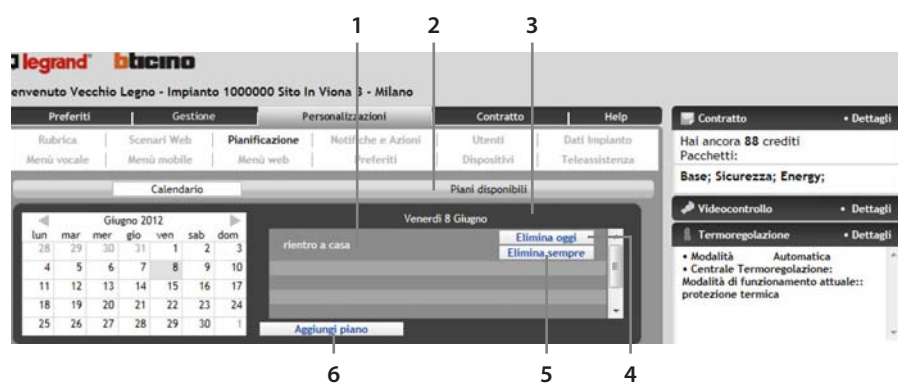 1 2 3
legrand bticino
envenuto Vecchio Legno - Impianto 1000000 Sito In Viona 3 - Milano
Preferiti Gestione Personalizzazioni Contratto Help
Rubrica Scenari Web Pianificazione Notifiche e Azioni Utenti Dati Impianto
Menù vocale Menù mobile Menù web Preferiti Dispositivi Teleassistenza
Calendario Piani disponibili
Giugno 2012
lun mar mer gio ven sab dom
28 29 30 31 1 2 3
4 5 6 7 8 9 10
11 12 13 14 15 16 17
18 19 20 21 22 23 24
25 26 27 28 29 30 1
Venerdì 8 Giugno
rientro a casa
Elimina oggi
Elimina sempre
Aggiungi piano
Contratto • Dettagli
Hai ancora 88 crediti
Pacchetti:
Base; Sicurezza; Energy;
Videocontrollo • Dettagli
Termoregolazione • Dettagli
• Modalità Automatica
• Centrale Termoregolazione:
Modalità di funzionamento attuale::
protezione termica
6 5 4